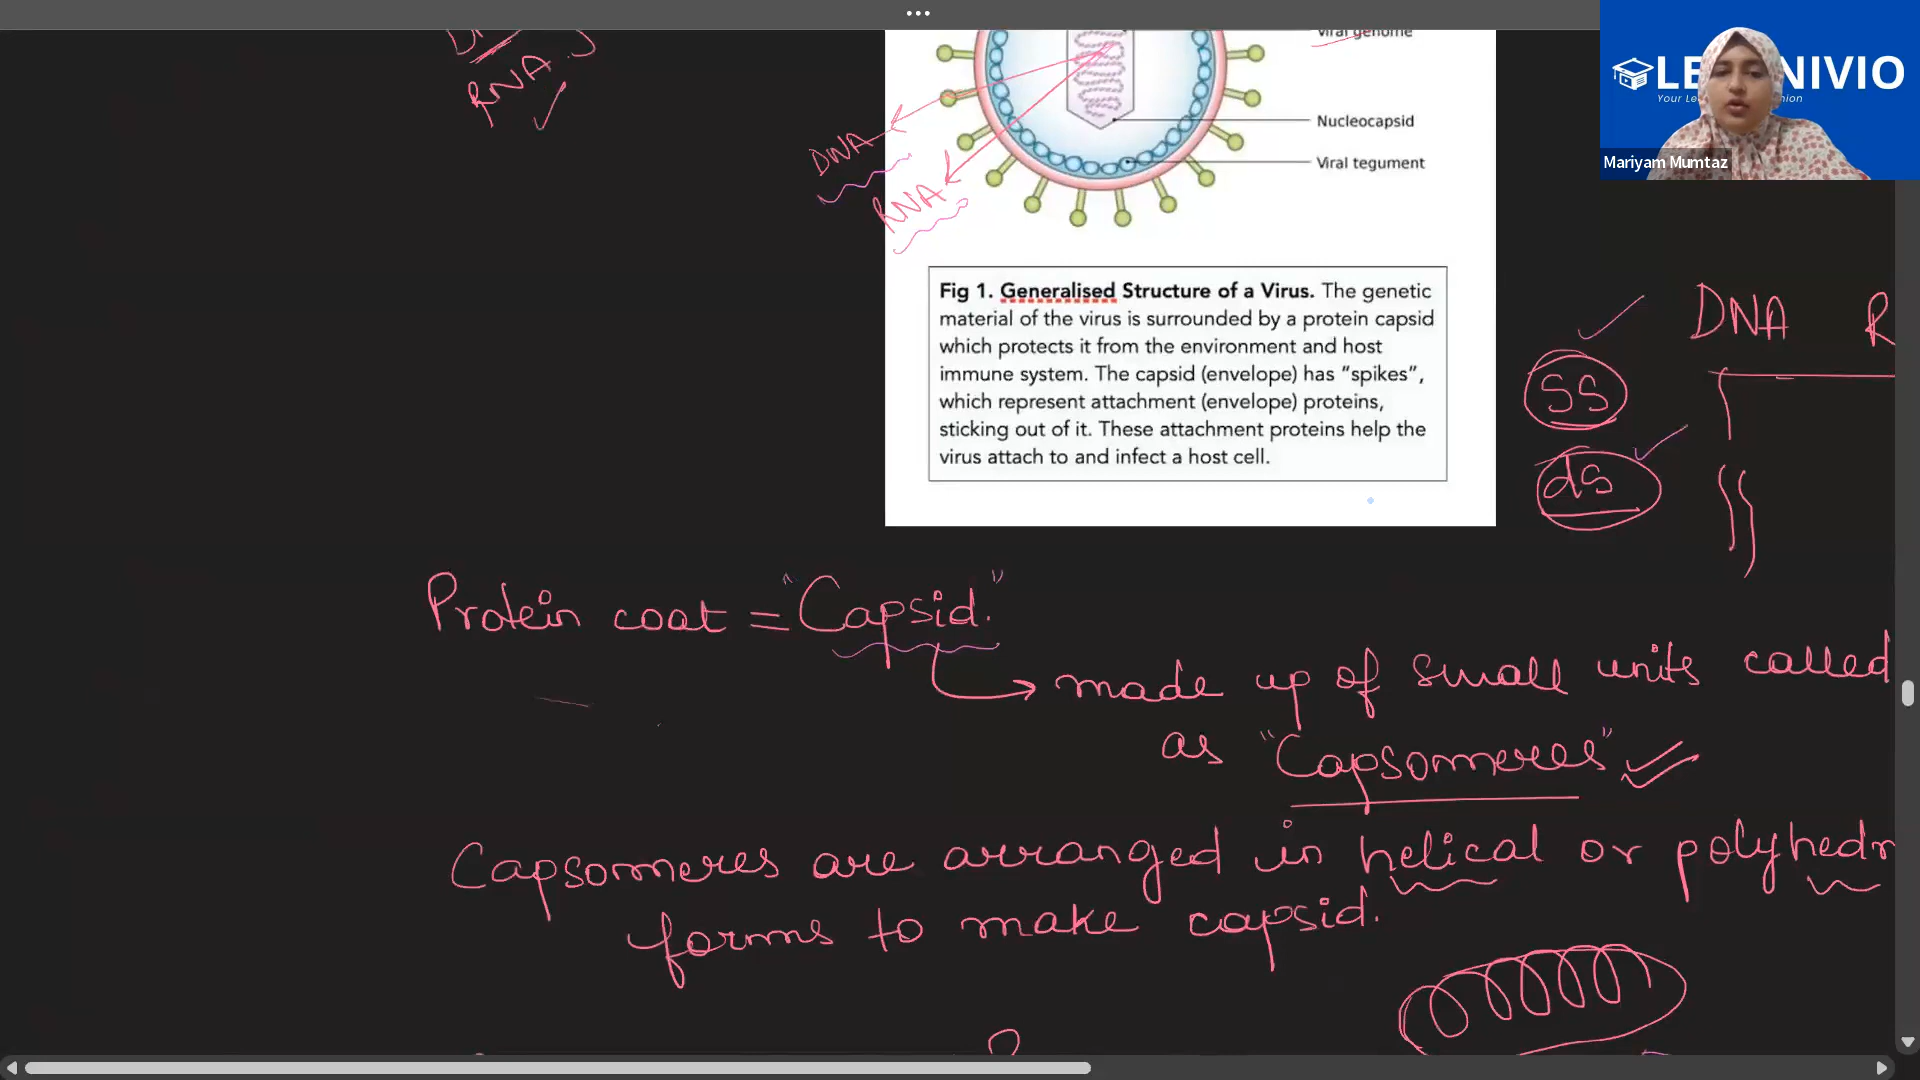 RNA
Viral genome
LE NIVIO
Mariyam Mumtaz
Nucleocapsid
Viral tegument
DNA
RNA
Fig 1. Generalised Structure of a Virus. The genetic
material of the virus is surrounded by a protein capsid
which protects it from the environment and host
immune system. The capsid (envelope) has “spikes”,
which represent attachment (envelope) proteins,
sticking out of it. These attachment proteins help the
virus attach to and infect a host cell.
DNA R
SS
ds
Protein coat = "Capsid."
made up of small units called
as "Capsomeres"
Capsomeres are arranged in helical or polyhedr
forms to make capsid.